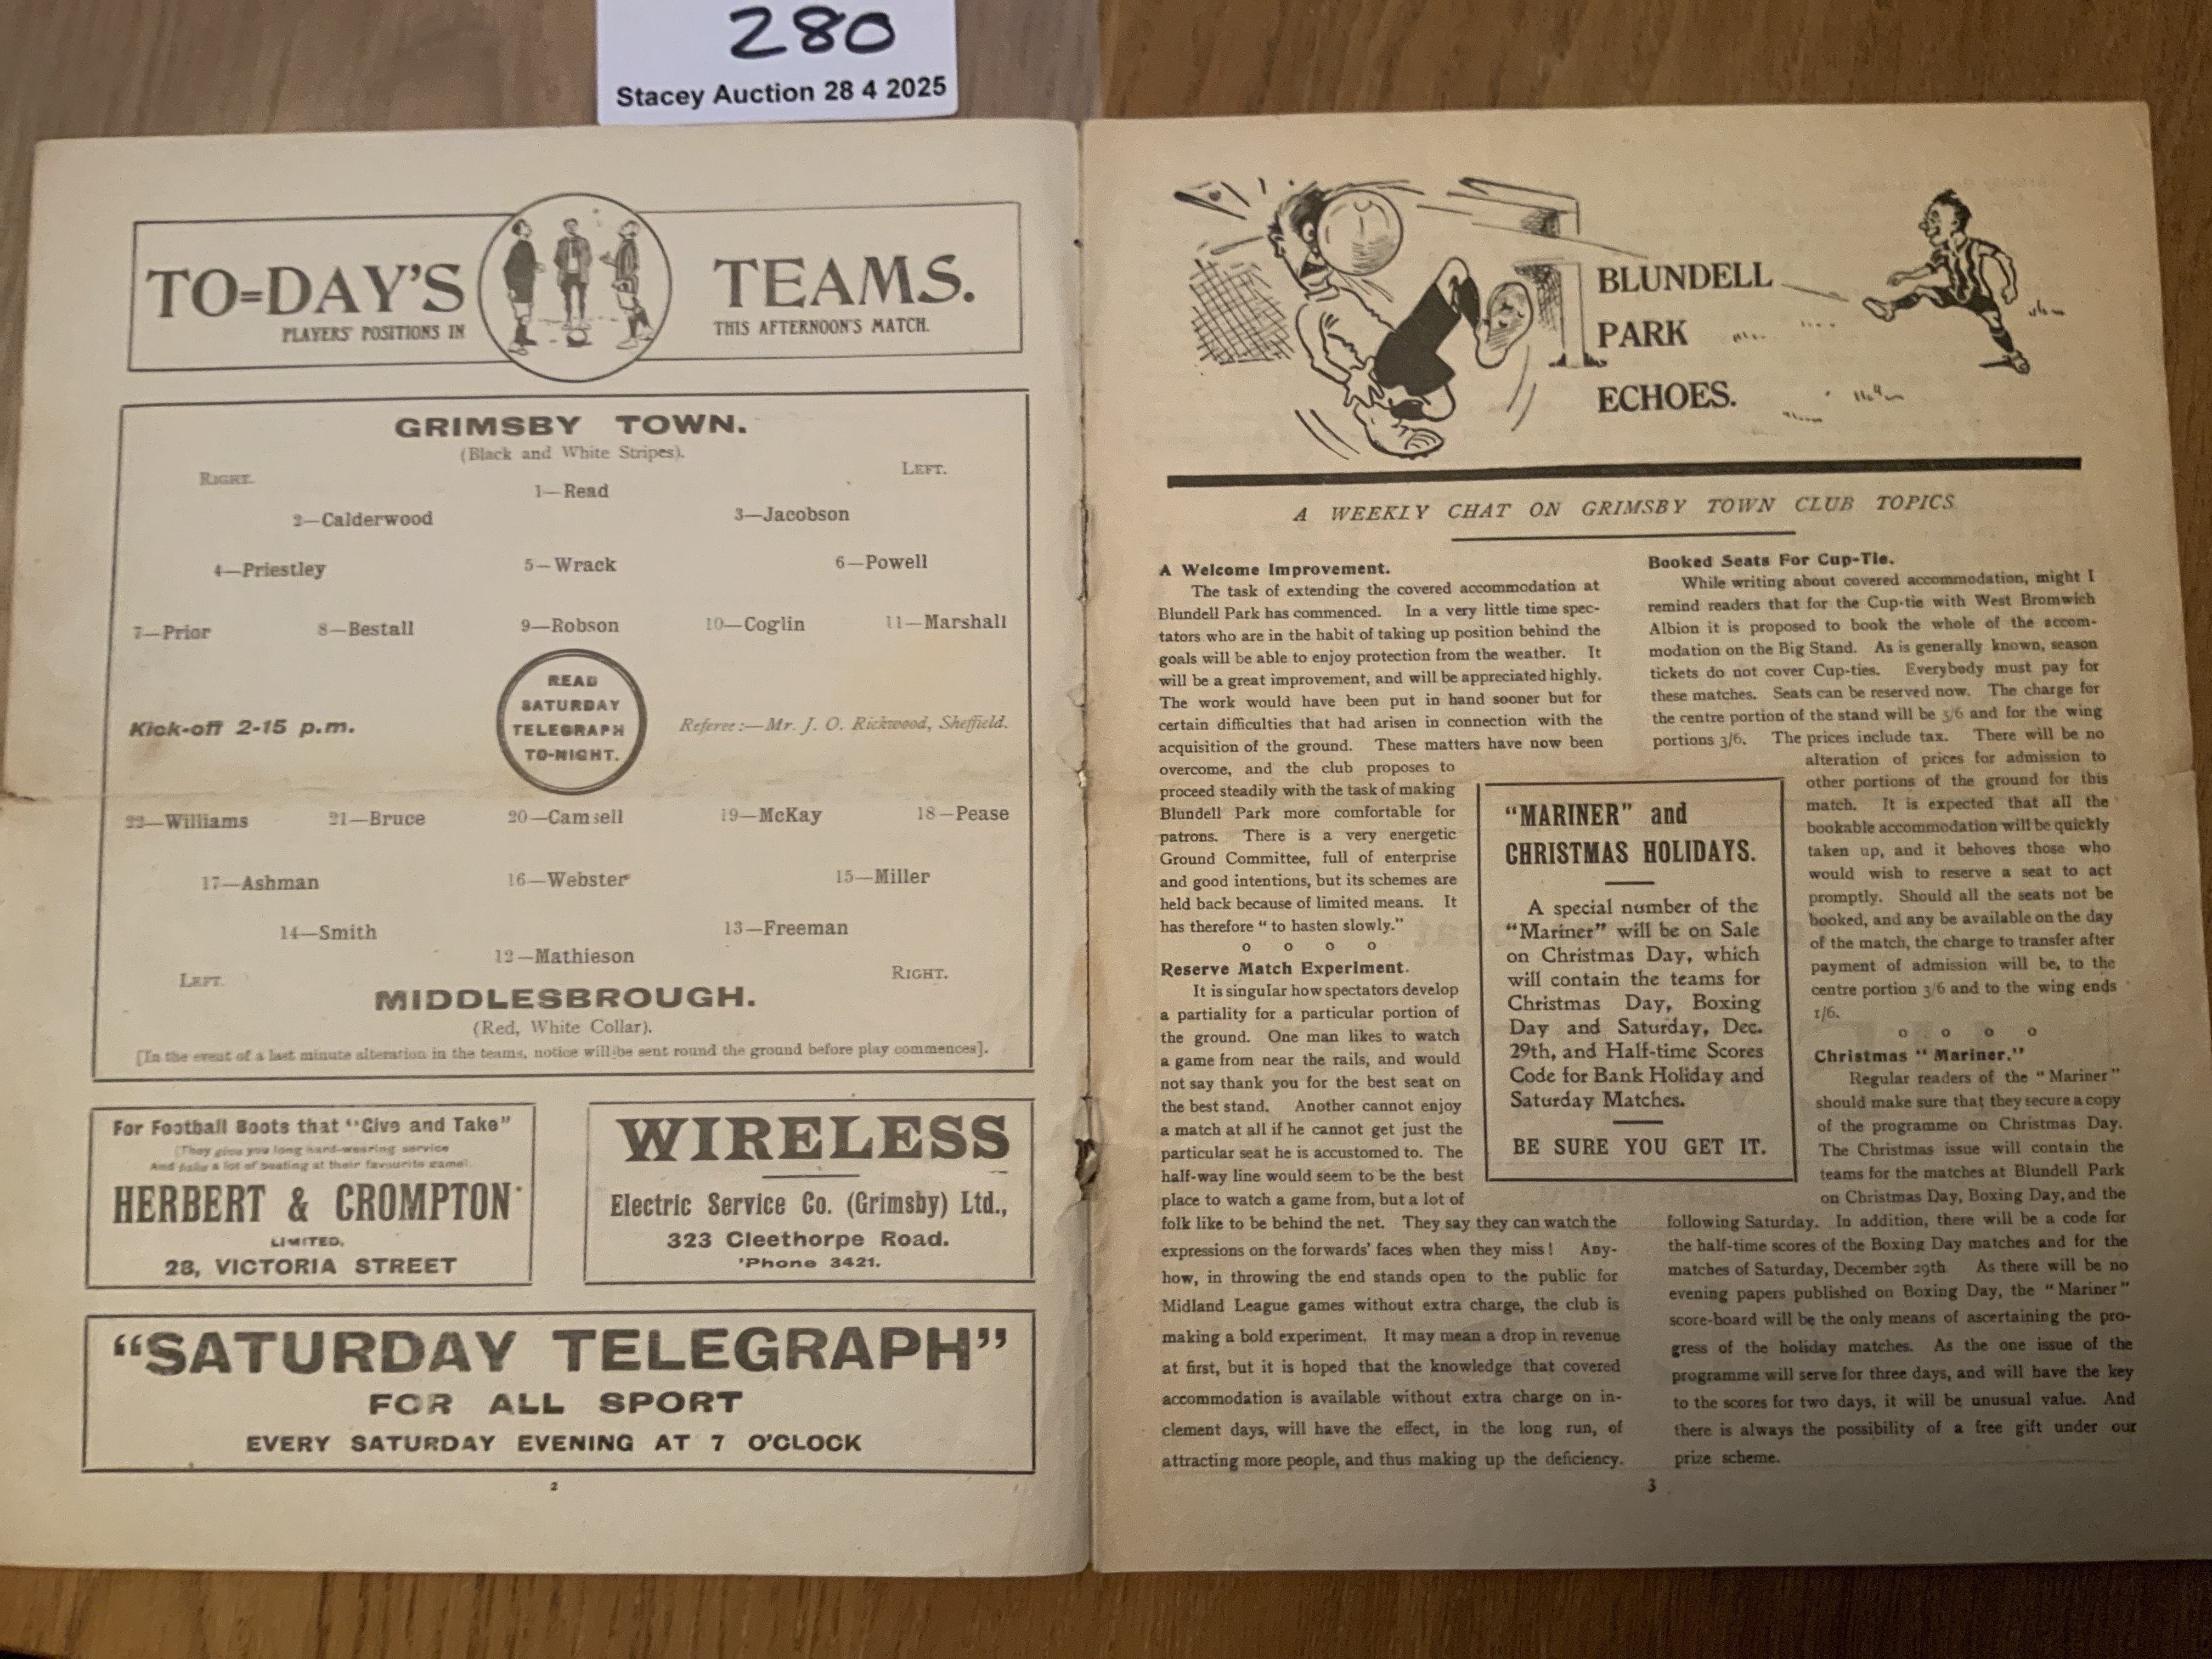 280
Stacey Auction 28 4 2025
TO=DAY'S TEAMS.
PLAYERS' POSITIONS IN THIS AFTERNOON'S MATCH.
GRIMSBY TOWN.
(Black and White Stripes).
RIGHT. LEFT.
1—Read
2—Calderwood 3—Jacobson
4—Priestley 5—Wrack 6—Powell
7—Prior 8—Bestall 9—Robson 10—Coglin 11—Marshall
READ
SATURDAY
TELEGRAPH
TO-NIGHT.
Kick-off 2-15 p.m. Referee:—Mr. J. O. Rickwood, Sheffield.
22—Williams 21—Bruce 20—Camsell 19—McKay 18—Pease
17—Ashman 16—Webster 15—Miller
14—Smith 13—Freeman
12—Mathieson
LEFT. RIGHT.
MIDDLESBROUGH.
(Red, White Collar).
[In the event of a last minute alteration in the teams, notice will be sent round the ground before play commences].
For Football Boots that "Give and Take"
(They give you long hard-wearing service
And take a lot of beating at their favourite game).
HERBERT & CROMPTON
LIMITED.
28, VICTORIA STREET
WIRELESS
Electric Service Co. (Grimsby) Ltd.,
323 Cleethorpe Road.
'Phone 3421.
"SATURDAY TELEGRAPH"
FOR ALL SPORT
EVERY SATURDAY EVENING AT 7 O'CLOCK
2
BLUNDELL
PARK
ECHOES.
A WEEKLY CHAT ON GRIMSBY TOWN CLUB TOPICS
A Welcome Improvement.
The task of extending the covered accommodation at
Blundell Park has commenced. In a very little time spec-
tators who are in the habit of taking up position behind the
goals will be able to enjoy protection from the weather. It
will be a great improvement, and will be appreciated highly.
The work would have been put in hand sooner but for
certain difficulties that had arisen in connection with the
acquisition of the ground. These matters have now been
overcome, and the club proposes to
proceed steadily with the task of making
Blundell Park more comfortable for
patrons. There is a very energetic
Ground Committee, full of enterprise
and good intentions, but its schemes are
held back because of limited means. It
has therefore "to hasten slowly."
o o o o
Reserve Match Experiment.
It is singular how spectators develop
a partiality for a particular portion of
the ground. One man likes to watch
a game from near the rails, and would
not say thank you for the best seat on
the best stand. Another cannot enjoy
a match at all if he cannot get just the
particular seat he is accustomed to. The
half-way line would seem to be the best
place to watch a game from, but a lot of
folk like to be behind the net. They say they can watch the
expressions on the forwards' faces when they miss! Any-
how, in throwing the end stands open to the public for
Midland League games without extra charge, the club is
making a bold experiment. It may mean a drop in revenue
at first, but it is hoped that the knowledge that covered
accommodation is available without extra charge on in-
clement days, will have the effect, in the long run, of
attracting more people, and thus making up the deficiency.
"MARINER" and
CHRISTMAS HOLIDAYS.
A special number of the
"Mariner" will be on Sale
on Christmas Day, which
will contain the teams for
Christmas Day, Boxing
Day and Saturday, Dec.
29th, and Half-time Scores
Code for Bank Holiday and
Saturday Matches.
BE SURE YOU GET IT.
Booked Seats For Cup-Tie.
While writing about covered accommodation, might I
remind readers that for the Cup-tie with West Bromwich
Albion it is proposed to book the whole of the accom-
modation on the Big Stand. As is generally known, season
tickets do not cover Cup-ties. Everybody must pay for
these matches. Seats can be reserved now. The charge for
the centre portion of the stand will be 5/6 and for the wing
portions 3/6. The prices include tax. There will be no
alteration of prices for admission to
other portions of the ground for this
match. It is expected that all the
bookable accommodation will be quickly
taken up, and it behoves those who
would wish to reserve a seat to act
promptly. Should all the seats not be
booked, and any be available on the day
of the match, the charge to transfer after
payment of admission will be, to the
centre portion 3/6 and to the wing ends
1/6.
o o o o
Christmas "Mariner."
Regular readers of the "Mariner"
should make sure that they secure a copy
of the programme on Christmas Day.
The Christmas issue will contain the
teams for the matches at Blundell Park
on Christmas Day, Boxing Day, and the
following Saturday. In addition, there will be a code for
the half-time scores of the Boxing Day matches and for the
matches of Saturday, December 29th As there will be no
evening papers published on Boxing Day, the "Mariner"
score-board will be the only means of ascertaining the pro-
gress of the holiday matches. As the one issue of the
programme will serve for three days, and will have the key
to the scores for two days, it will be unusual value. And
there is always the possibility of a free gift under our
prize scheme.
3